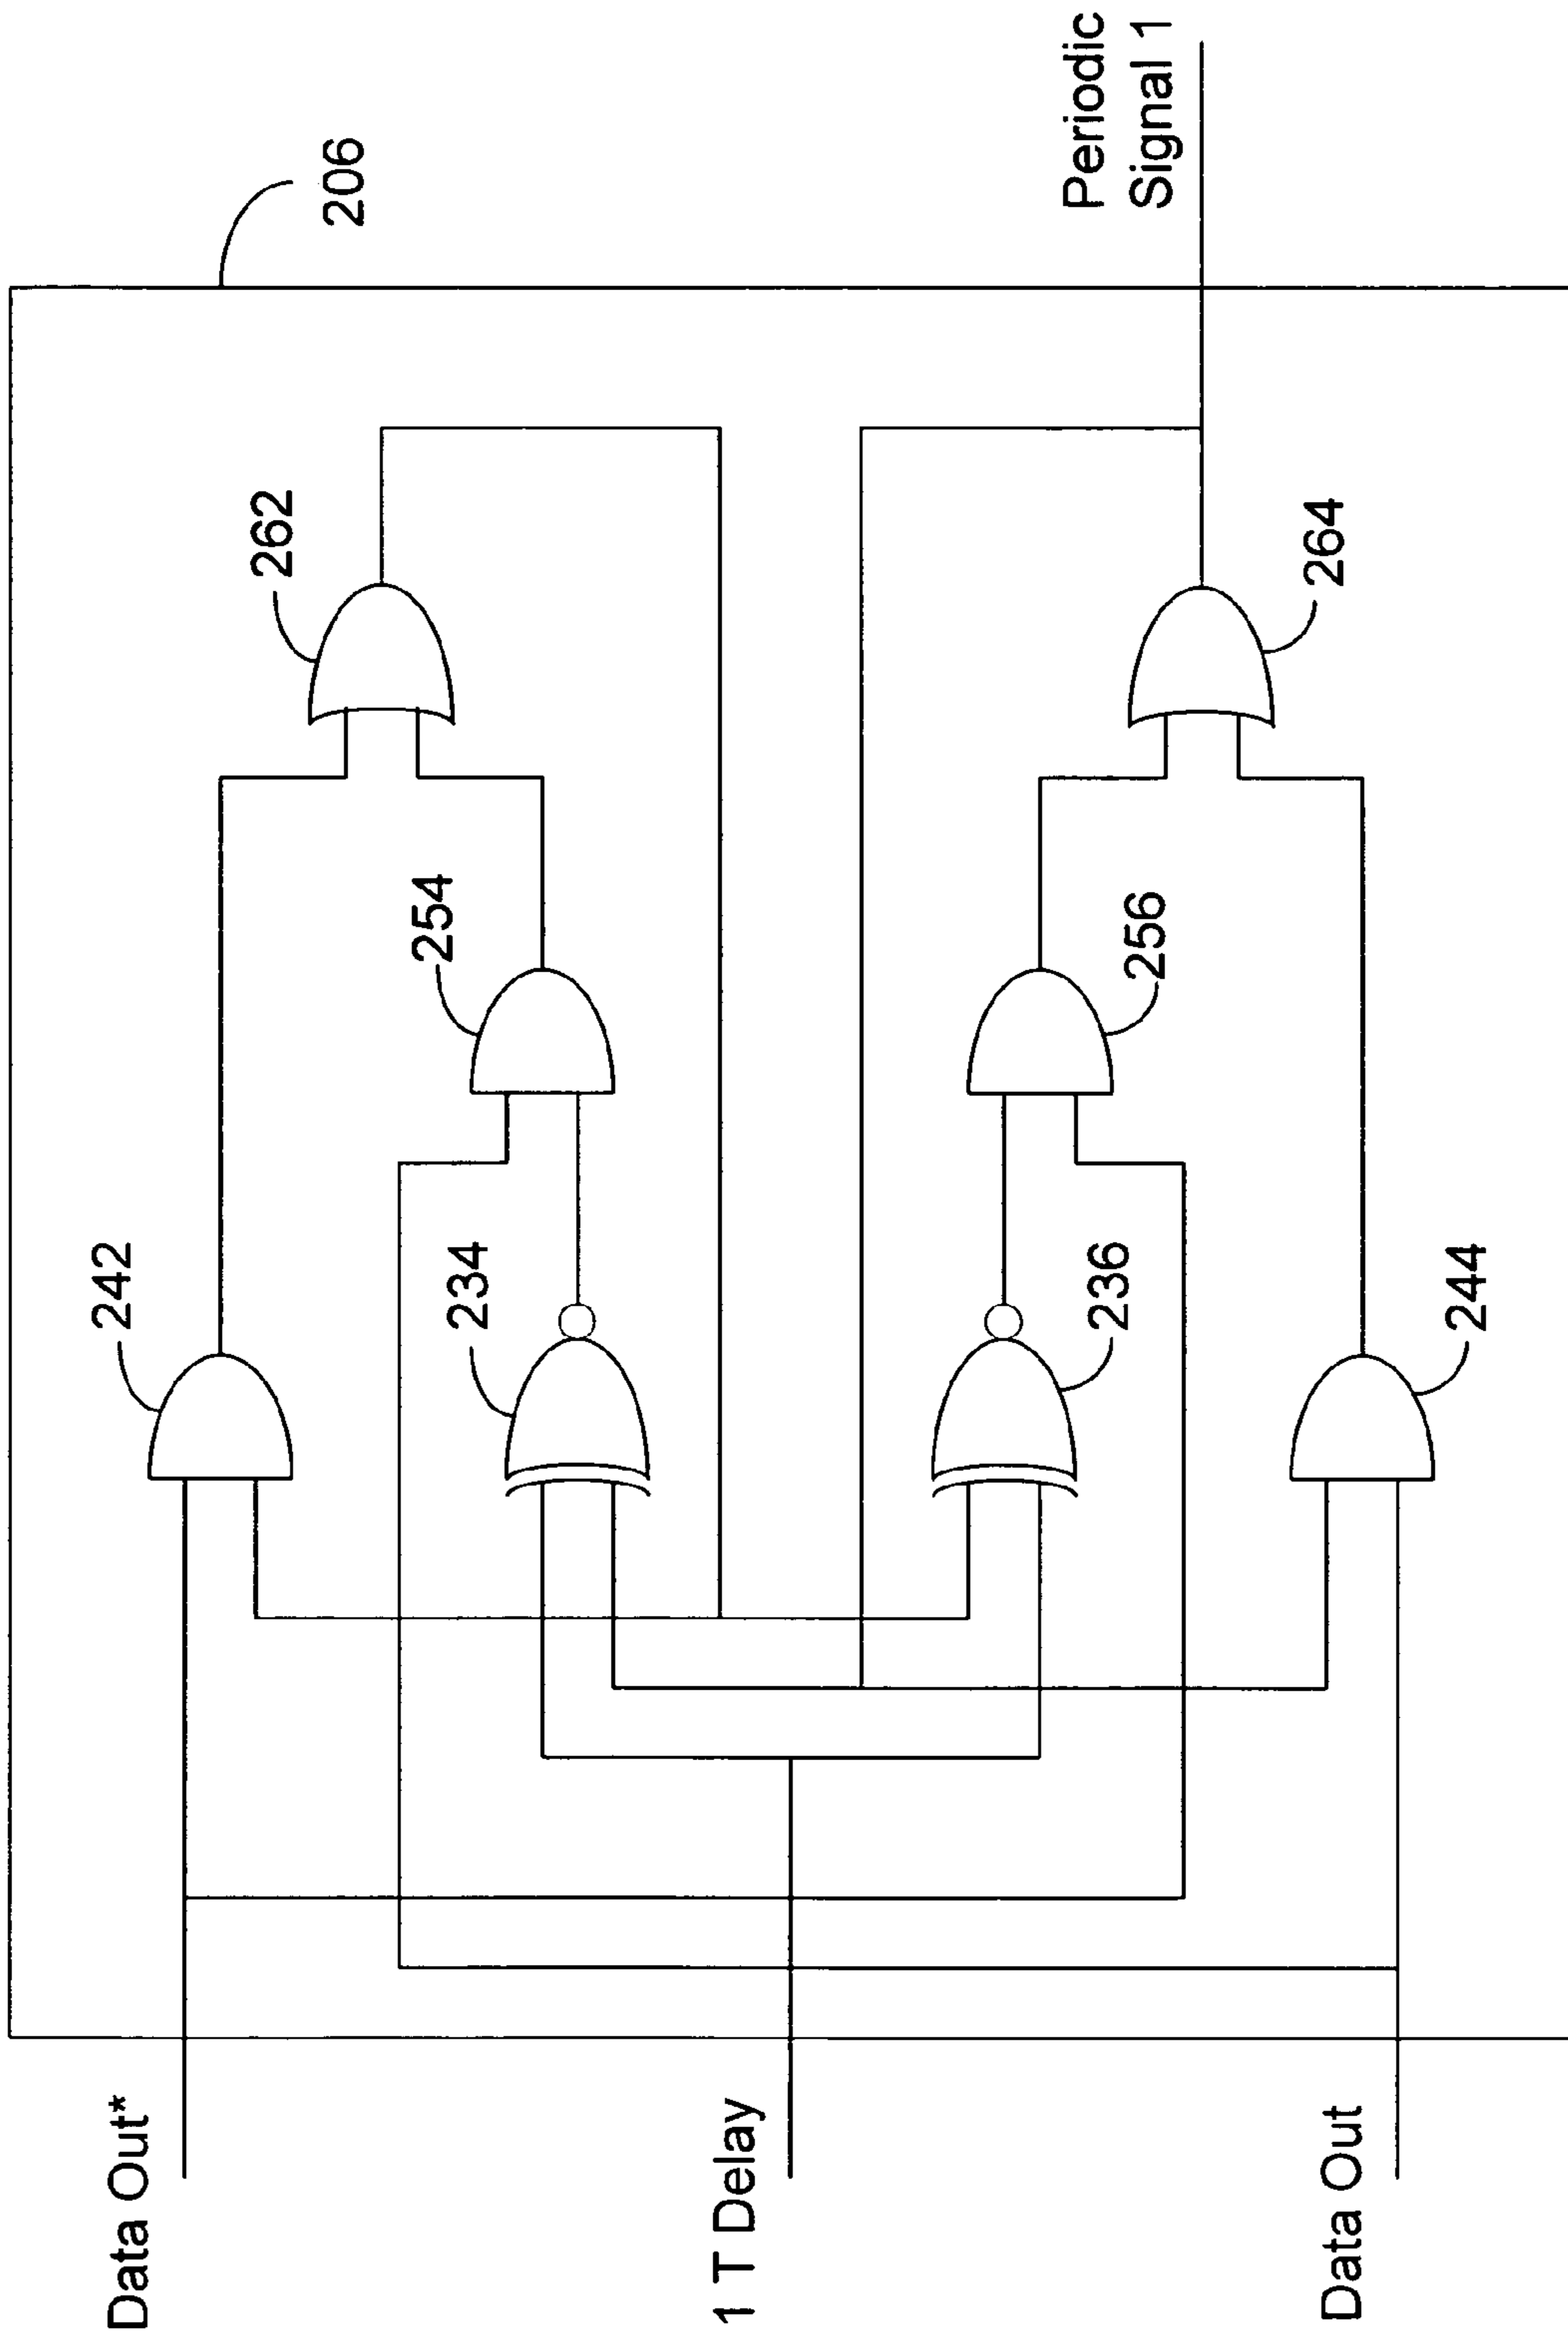 206
242
262
254
234
Data Out*
1 T Delay
Periodic
Signal 1
236
256
264
244
Data Out